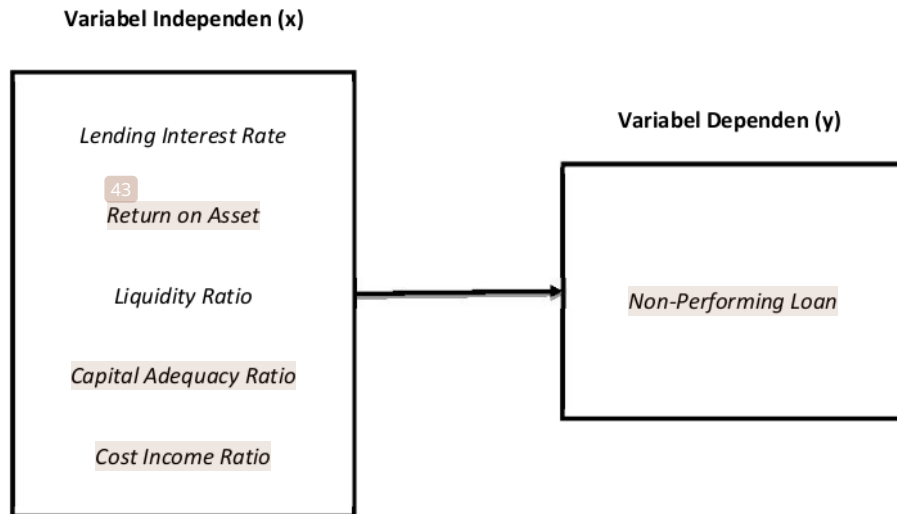 Variabel Independen (x)
Lending Interest Rate
43
Return on Asset
Liquidity Ratio
Capital Adequacy Ratio
Cost Income Ratio
Variabel Dependen (y)
Non-Performing Loan